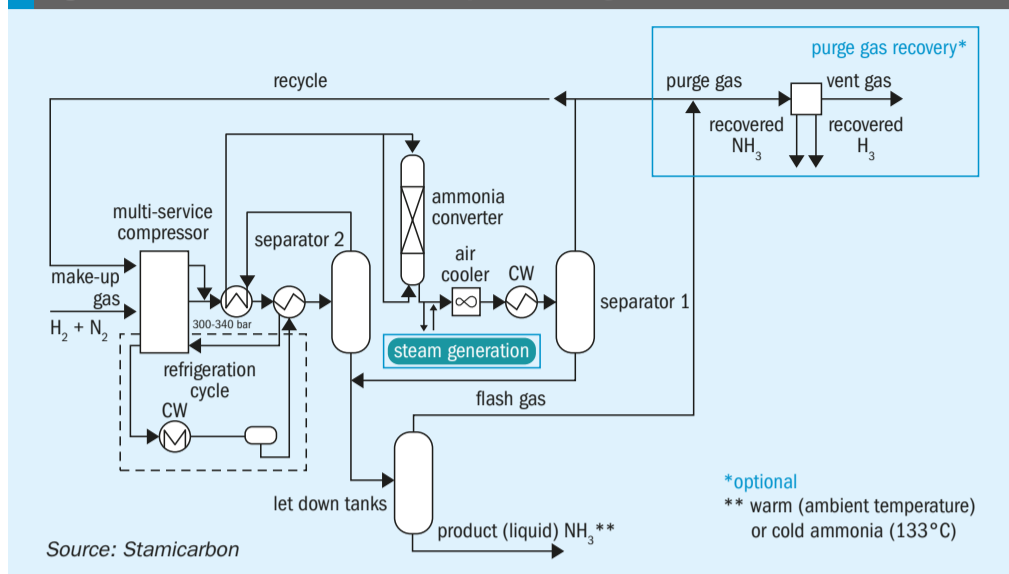 purge gas recovery*
recycle
purge gas
vent gas
recovered
NH₃
recovered
H₃
ammonia
converter
multi-service
compressor
separator 2
air
cooler
CW
make-up
gas
H₂ + N₂
300-340 bar
separator 1
steam generation
refrigeration
cycle
CW
flash gas
let down tanks
product (liquid) NH₃**
*optional
** warm (ambient temperature)
or cold ammonia (133°C)
Source: Stamicarbon